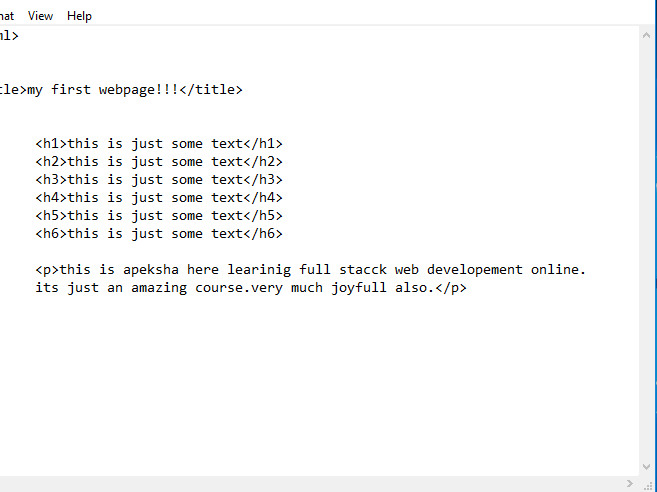 View Help
my first webpage!!!</title>
<h1>this is just some text</h1>
<h2>this is just some text</h2>
<h3>this is just some text</h3>
<h4>this is just some text</h4>
<h5>this is just some text</h5>
<h6>this is just some text</h6>
<p>this is apeksha here learinig full stacck web developement online.
its just an amazing course.very much joyfull also.</p>